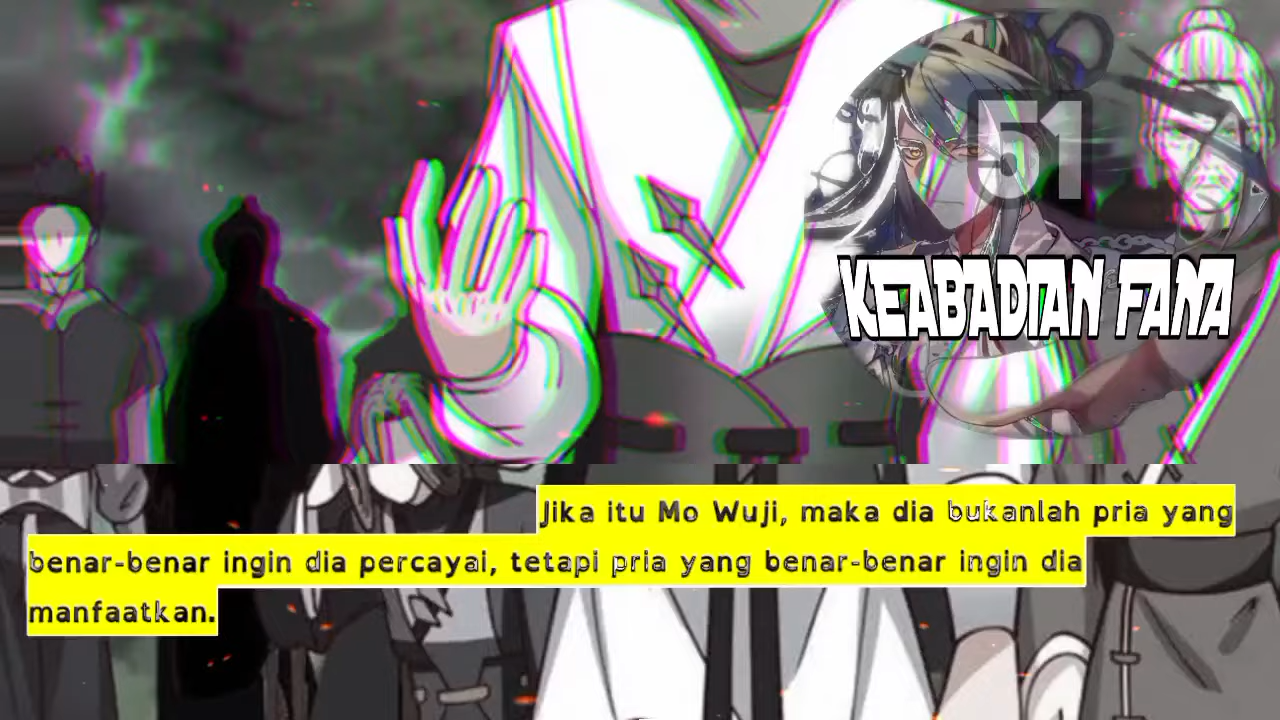 51
KEABADIAN FANA
Jika itu Mo Wuji, maka dia bukanlah pria yang
benar-benar ingin dia percayai, tetapi pria yang benar-benar ingin dia
manfaatkan.